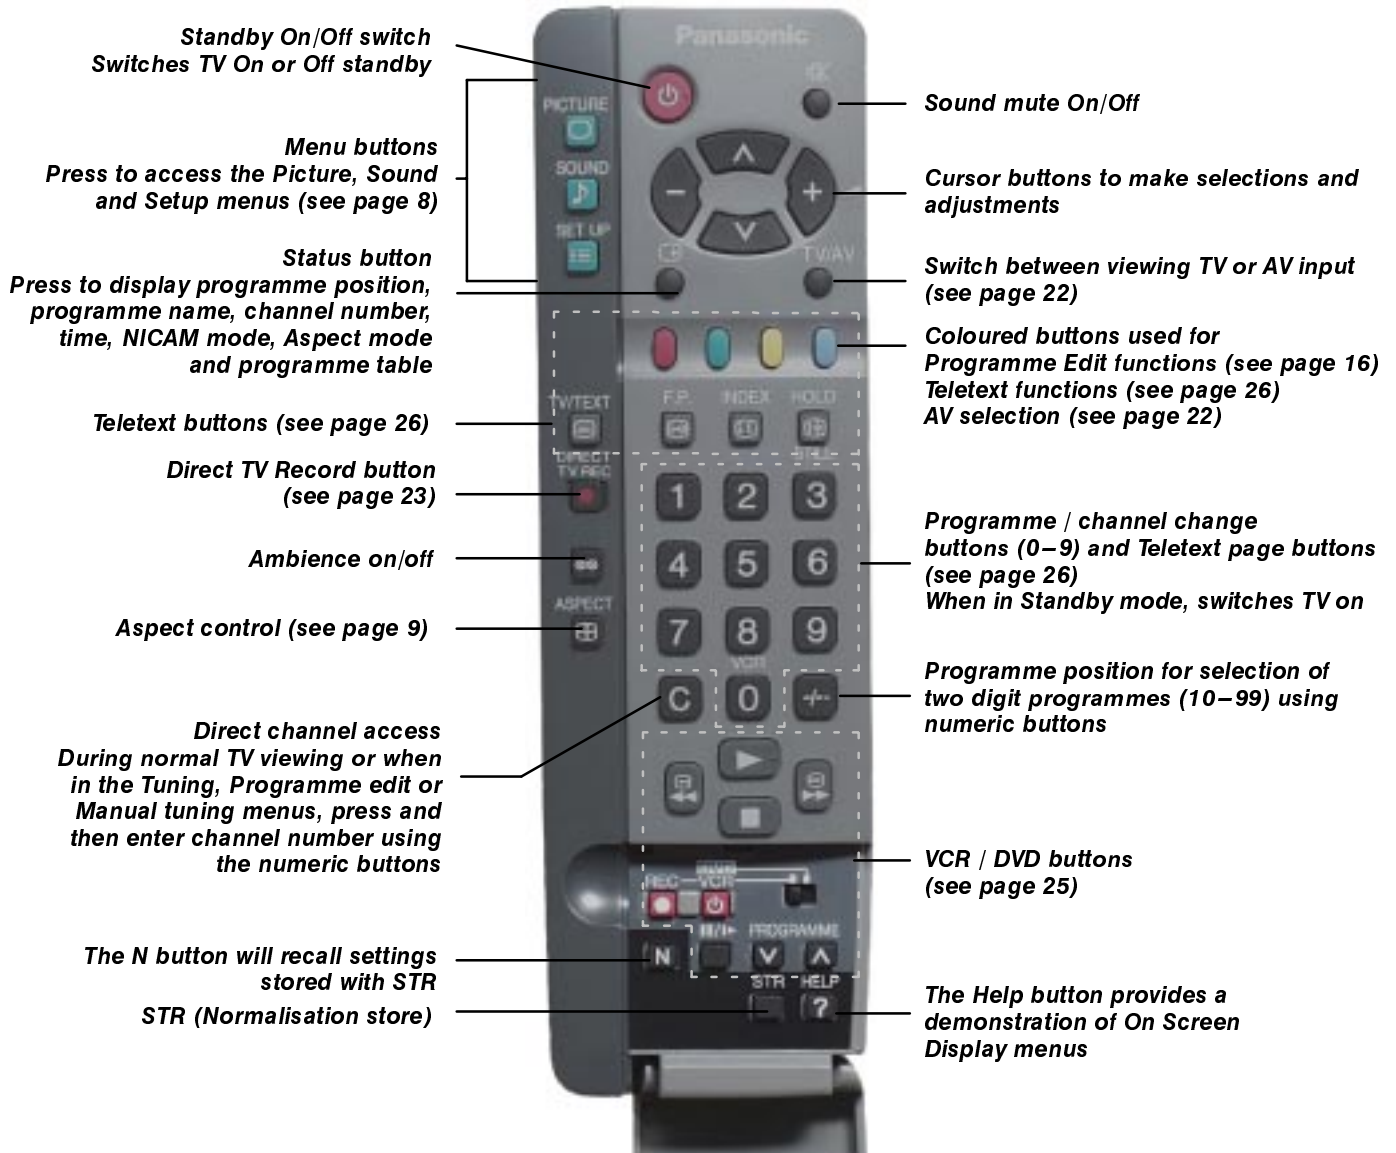 Standby On/Off switch
Switches TV On or Off standby
Menu buttons
Press to access the Picture, Sound
and Setup menus (see page 8)
Status button
Press to display programme position,
programme name, channel number,
time, NICAM mode, Aspect mode
and programme table
Teletext buttons (see page 26)
Direct TV Record button
(see page 23)
Ambience on/off
Aspect control (see page 9)
Direct channel access
During normal TV viewing or when
in the Tuning, Programme edit or
Manual tuning menus, press and
then enter channel number using
the numeric buttons
The N button will recall settings
stored with STR
STR (Normalisation store)
Panasonic
PICTURE
SOUND
SET UP
TV/AV
TV/TEXT
F.P.
INDEX
HOLD
DIRECT
TV REC
STILL
1
2
3
4
5
6
ASPECT
7
8
9
VCR
C
0
-/--
REC
VCR
PROGRAMME
N
STR
HELP
?
Sound mute On/Off
Cursor buttons to make selections and
adjustments
Switch between viewing TV or AV input
(see page 22)
Coloured buttons used for
Programme Edit functions (see page 16)
Teletext functions (see page 26)
AV selection (see page 22)
Programme / channel change
buttons (0–9) and Teletext page buttons
(see page 26)
When in Standby mode, switches TV on
Programme position for selection of
two digit programmes (10–99) using
numeric buttons
VCR / DVD buttons
(see page 25)
The Help button provides a
demonstration of On Screen
Display menus